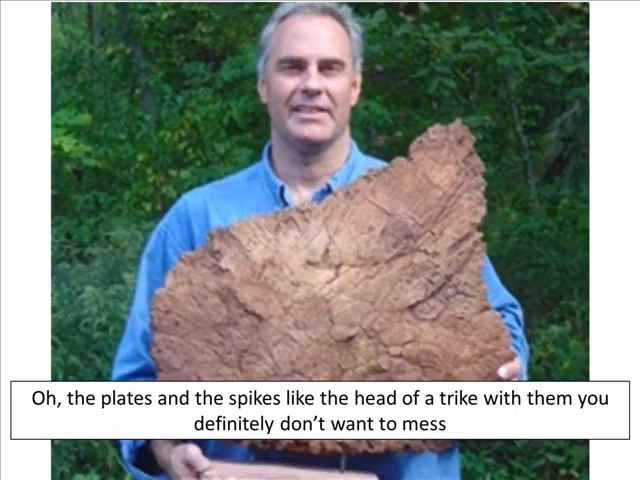 Oh, the plates and the spikes like the head of a trike with them you
definitely don’t want to mess